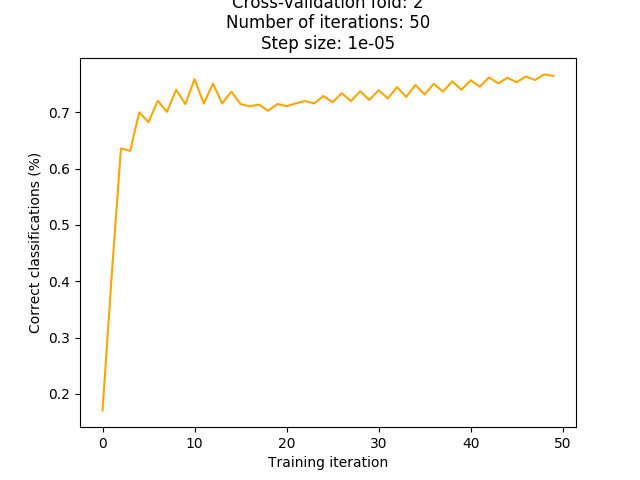 Cross-validation fold: 2
Number of iterations: 50
Step size: 1e-05
Correct classifications (%)
0.7
0.6
0.5
0.4
0.3
0.2
0 10 20 30 40 50
Training iteration